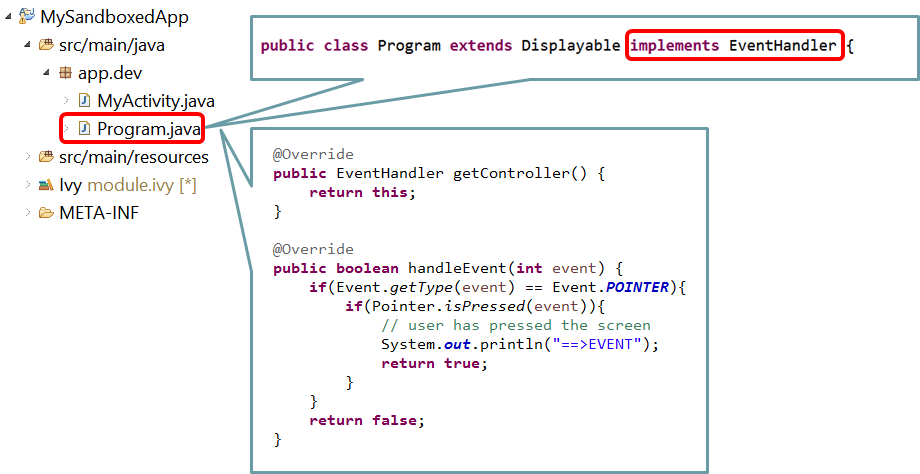 MySandboxedApp
src/main/java
app.dev
MyActivity.java
Program.java
src/main/resources
Ivy module.ivy [*]
META-INF
public class Program extends Displayable implements EventHandler {
@Override
public EventHandler getController() {
return this;
}
@Override
public boolean handleEvent(int event) {
if(Event.getType(event) == Event.POINTER){
if(Pointer.isPressed(event)){
// user has pressed the screen
System.out.println("==>EVENT");
return true;
}
}
return false;
}